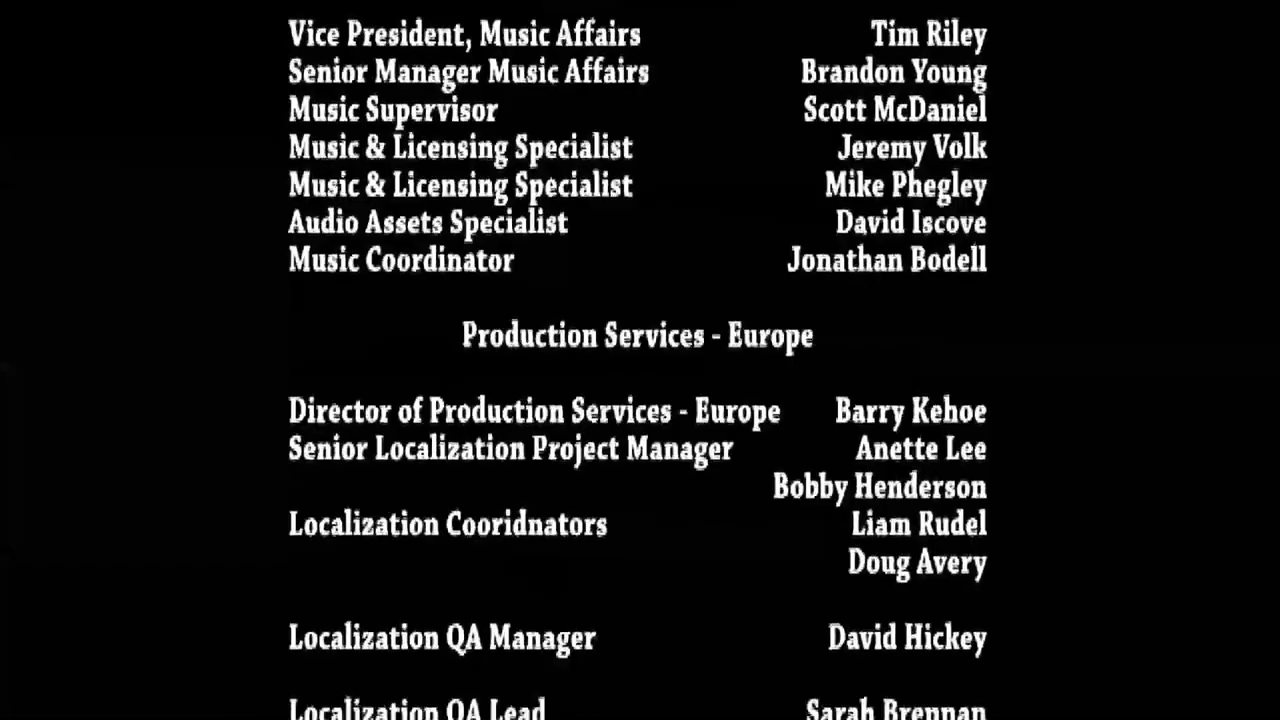 Vice President, Music Affairs Tim Riley
Senior Manager Music Affairs Brandon Young
Music Supervisor Scott McDaniel
Music & Licensing Specialist Jeremy Volk
Music & Licensing Specialist Mike Phegley
Audio Assets Specialist David Iscove
Music Coordinator Jonathan Bodell
Production Services - Europe
Director of Production Services - Europe Barry Kehoe
Senior Localization Project Manager Anette Lee
Bobby Henderson
Localization Cooridnators Liam Rudel
Doug Avery
Localization QA Manager David Hickey
Localization QA Lead Sarah Brennan